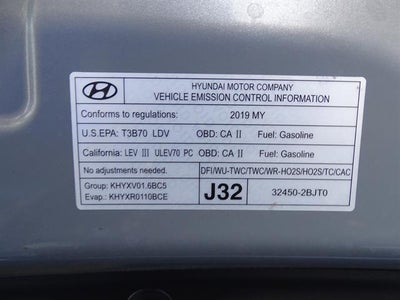 HYUNDAI MOTOR COMPANY
VEHICLE EMISSION CONTROL INFORMATION
Conforms to regulations: 2019 MY
U.S.EPA: T3B70 LDV OBD: CA II Fuel: Gasoline
California: LEV III ULEV70 PC OBD: CA II Fuel: Gasoline
No adjustments needed. DFI/WU-TWC/TWC/WR-HO2S/HO2S/TC/CAC
Group: KHYXV01.6BC5
Evap.: KHYXR0110BCE
J32 32450-2BJT0